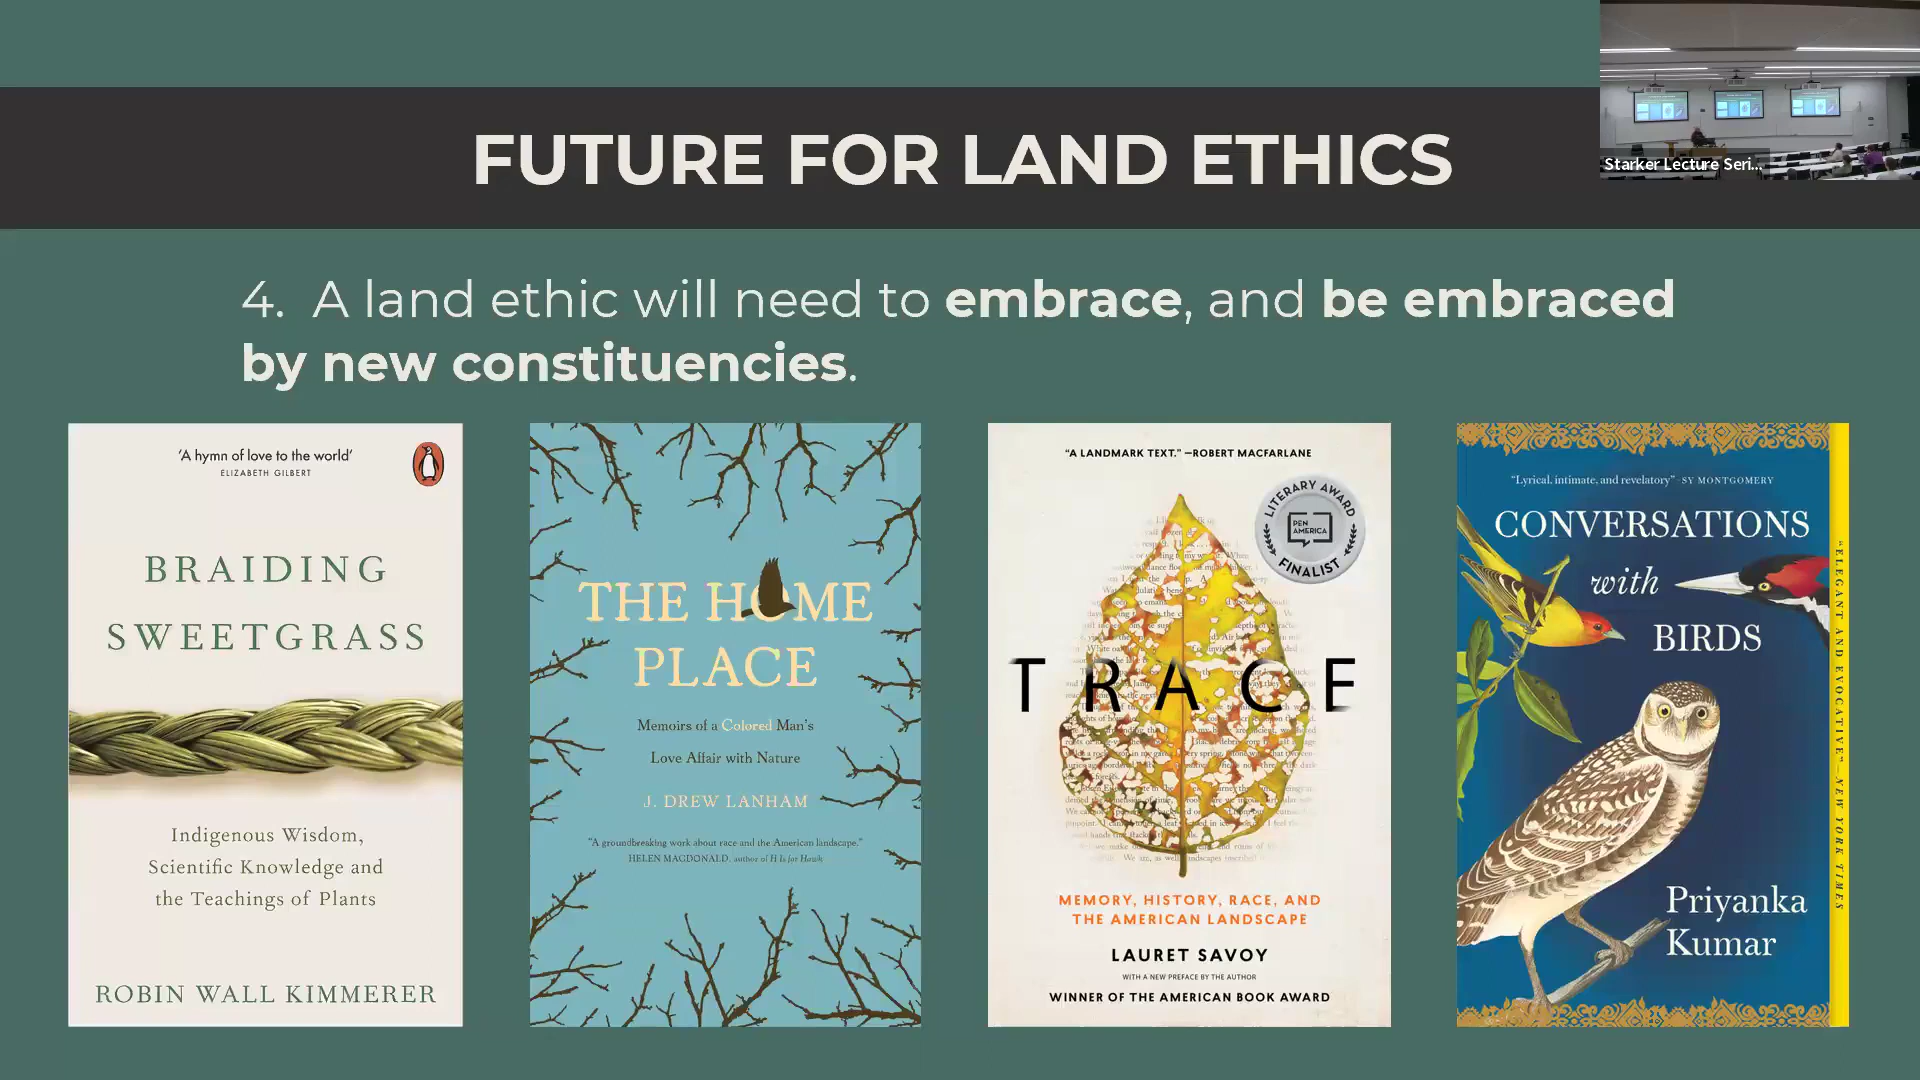 FUTURE FOR LAND ETHICS
Starker Lecture Seri...
4. A land ethic will need to embrace, and be embraced
by new constituencies.
'A hymn of love to the world'
ELIZABETH GILBERT
BRAIDING
SWEETGRASS
Indigenous Wisdom,
Scientific Knowledge and
the Teachings of Plants
ROBIN WALL KIMMERER
THE HOME
PLACE
Memoirs of a Colored Man's
Love Affair with Nature
J. DREW LANHAM
"A groundbreaking work about race and the American landscape."
HELEN MACDONALD, author of H Is for Hawk
"A LANDMARK TEXT." —ROBERT MACFARLANE
LITERARY AWARD
PEN
AMERICA
FINALIST
TRACE
MEMORY, HISTORY, RACE, AND
THE AMERICAN LANDSCAPE
LAURET SAVOY
WITH A NEW PREFACE BY THE AUTHOR
WINNER OF THE AMERICAN BOOK AWARD
"Lyrical, intimate, and revelatory" SY MONTGOMERY
CONVERSATIONS
with
BIRDS
Priyanka
Kumar
"ELEGANT AND EVOCATIVE"—NEW YORK TIMES